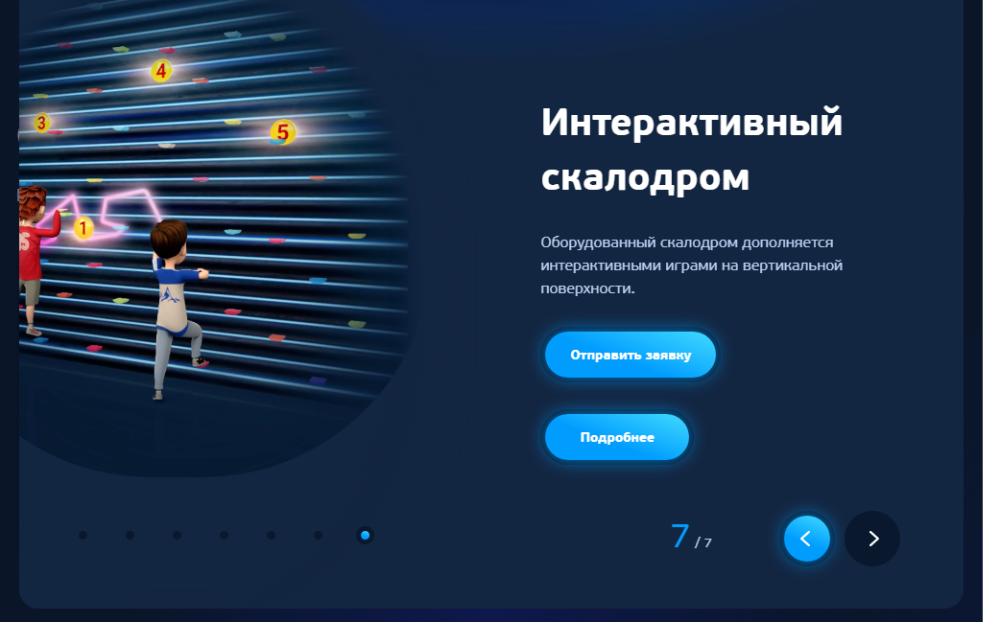 4
3
5
1
Интерактивный
скалодром
Оборудованный скалодром дополняется
интерактивными играми на вертикальной
поверхности.
Отправить заявку
Подробнее
7 / 7